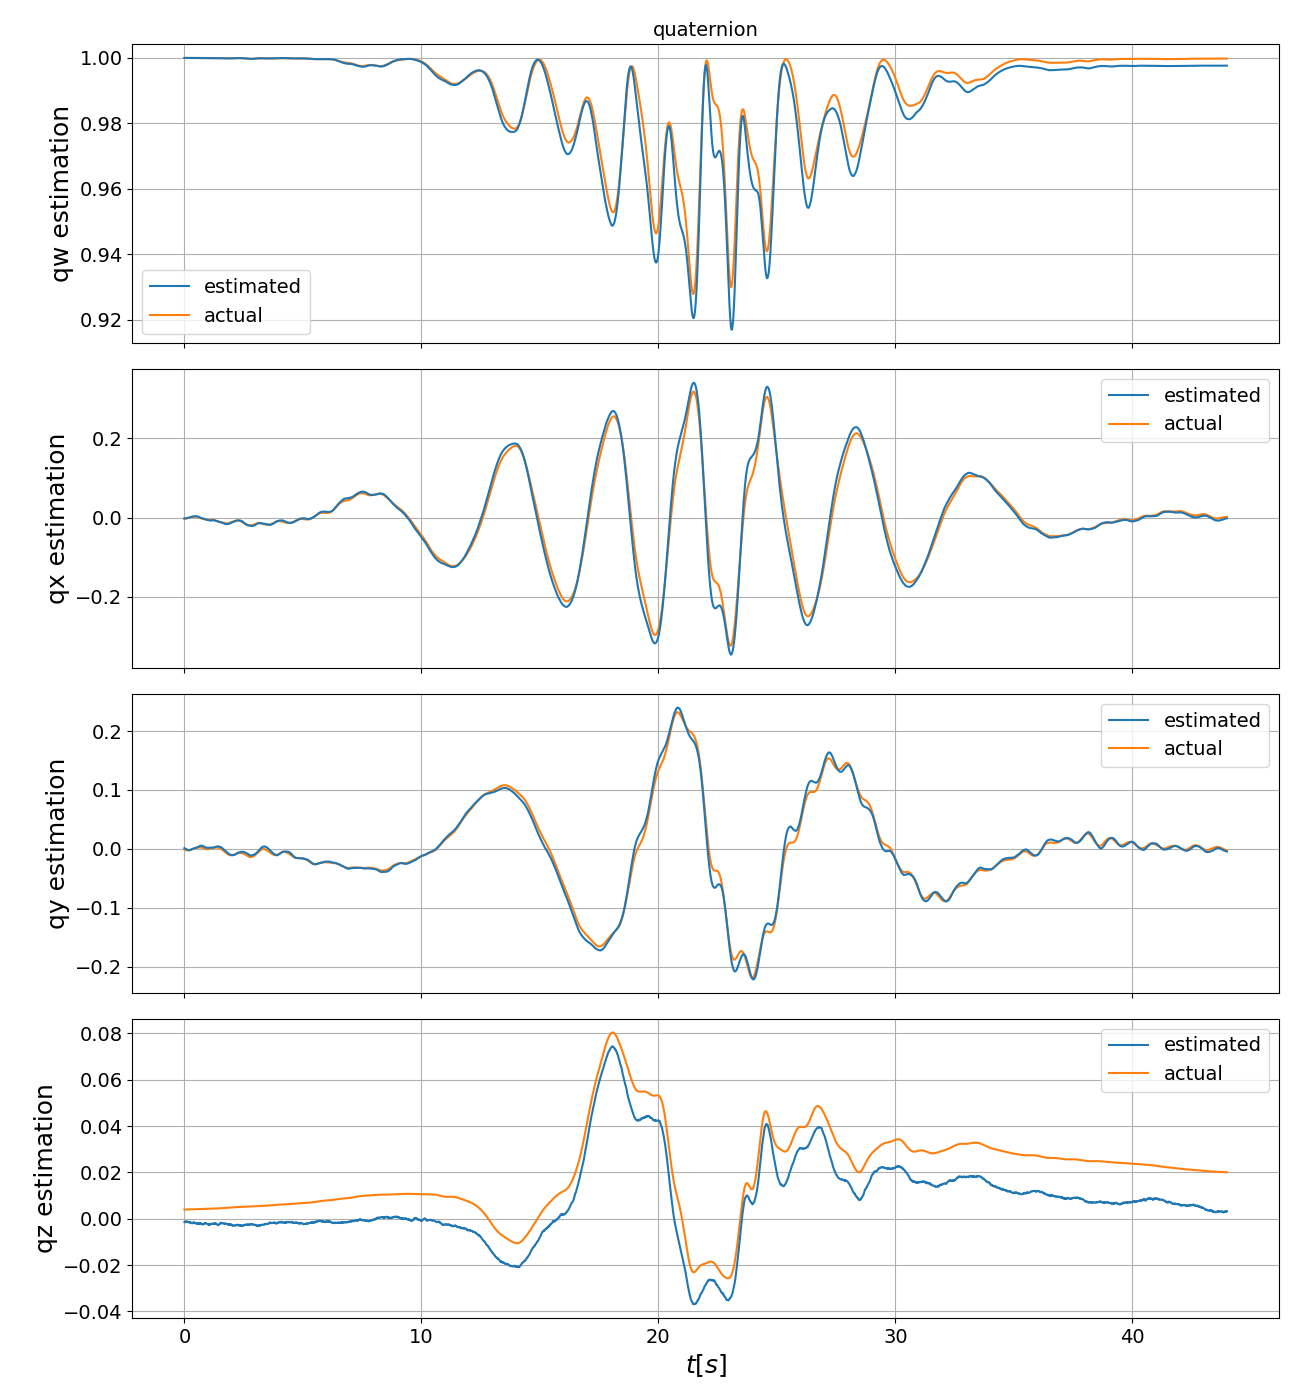 quaternion
1.00
0.98
0.96
0.94
0.92
qw estimation
estimated
actual
0.2
0.0
−0.2
qx estimation
estimated
actual
0.2
0.1
0.0
−0.1
−0.2
qy estimation
estimated
actual
0.08
0.06
0.04
0.02
0.00
−0.02
−0.04
qz estimation
estimated
actual
0 10 20 30 40
t[s]